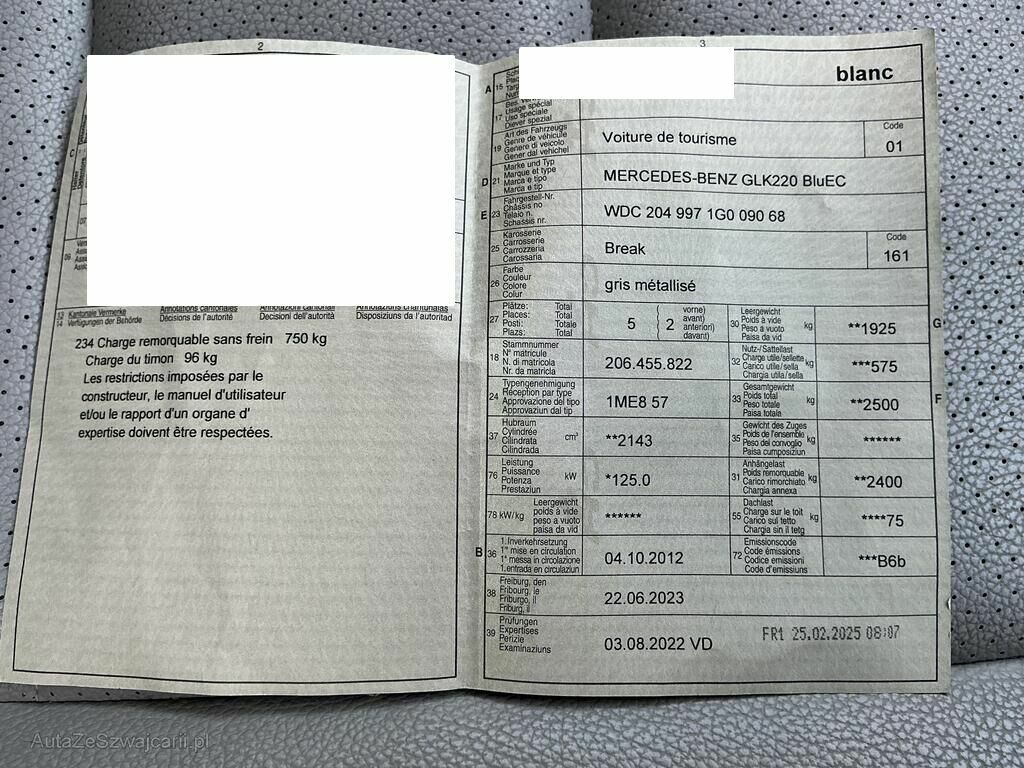 2
13 Kantonale Vermerke
14 Verfügungen der Behörde
Annotations cantonales
Décisions de l'autorité
Annotazioni cantonali
Decisioni dell'autorità
Annotaziuns chantunalas
Disposiziuns da l'autoritad
234 Charge remorquable sans frein 750 kg
Charge du timon 96 kg
Les restrictions imposées par le
constructeur, le manuel d'utilisateur
et/ou le rapport d'un organe d'
expertise doivent être respectées.
3
A 15
blanc
17
Usage spécial
Uso speciale
Diever spezial
19
Art des Fahrzeugs
Genre de véhicule
Genere di veicolo
Gener dal vehichel
Voiture de tourisme
Code
01
D 21
Marke und Typ
Marque et type
Marca e tipo
Marca e tip
MERCEDES-BENZ GLK220 BluEC
E 23
Fahrgestell-Nr.
Châssis no
Telaio n.
Schassis nr.
WDC 204 997 1G0 090 68
25
Karosserie
Carrosserie
Carrozzeria
Carossaria
Break
Code
161
26
Farbe
Couleur
Colore
Colur
gris métallisé
27
Plätze: Total
Places: Total
Posti: Totale
Plazs: Total
5
2
vorne)
avant)
anteriori)
davant)
30
Leergewicht
Poids à vide
Peso a vuoto
Paisa da vid
kg
**1925
G
18
Stammnummer
N° matricule
N. di matricola
Nr. da matricla
206.455.822
32
Nutz-/Sattellast
Charge utile/sellette
Carico utile/sella
Chargia utila/sella
kg
***575
24
Typengenehmigung
Réception par type
Approvazione del tipo
Approvaziun dal tip
1ME8 57
33
Gesamtgewicht
Poids total
Peso totale
Paisa totala
kg
**2500
F
37
Hubraum
Cylindrée
Cilindrata
Cilindrada
cm³
**2143
35
Gewicht des Zuges
Poids de l'ensemble
Peso del convoglio
Paisa cumposiziun
kg
******
76
Leistung
Puissance
Potenza
Prestaziun
kW
*125.0
31
Anhängelast
Poids remorquable
Carico rimorchiato
Chargia annexa
kg
**2400
78 kW/kg
Leergewicht
poids à vide
peso a vuoto
paisa da vid
******
55
Dachlast
Charge sur le toit
Carico sul tetto
Chargia sin il tetg
kg
****75
B 36
1. Inverkehrsetzung
1re mise en circulation
1a messa in circolazione
1. entrada en circulaziun
04.10.2012
72
Emissionscode
Code émissions
Codice emissioni
Code d'emissiuns
***B6b
38
Freiburg, den
Fribourg, le
Friburgo, il
Friburg, il
22.06.2023
39
Prüfungen
Expertises
Perizie
Examinaziuns
03.08.2022 VD
FR1 25.02.2025 08:07
AutaZeSzwajcarii.pl